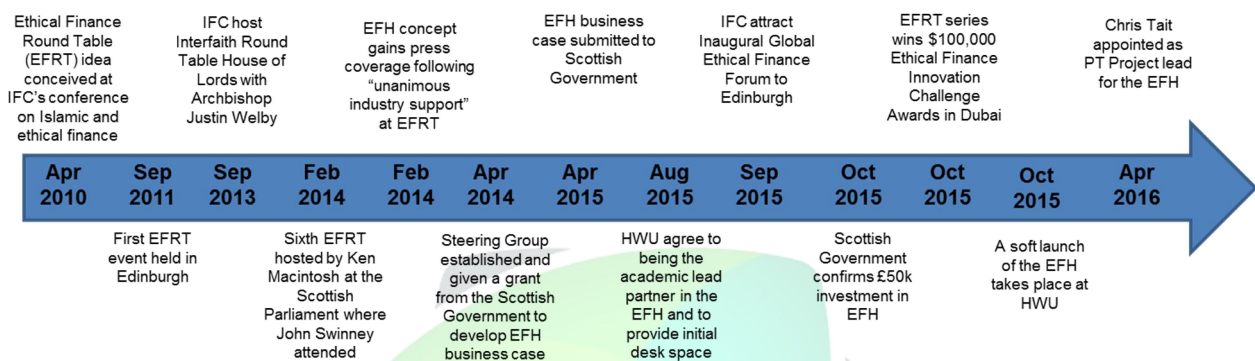 Ethical Finance
Round Table
(EFRT) idea
conceived at
IFC's conference
on Islamic and
ethical finance
IFC host
Interfaith Round
Table House of
Lords with
Archbishop
Justin Welby
EFH concept
gains press
coverage following
“unanimous
industry support”
at EFRT
EFH business
case submitted to
Scottish
Government
IFC attract
Inaugural Global
Ethical Finance
Forum to
Edinburgh
EFRT series
wins $100,000
Ethical Finance
Innovation
Challenge
Awards in Dubai
Chris Tait
appointed as
PT Project lead
for the EFH
Apr
2010
Sep
2011
Sep
2013
Feb
2014
Feb
2014
Apr
2014
Apr
2015
Aug
2015
Sep
2015
Oct
2015
Oct
2015
Oct
2015
Apr
2016
First EFRT
event held in
Edinburgh
Sixth EFRT
hosted by Ken
Macintosh at the
Scottish
Parliament where
John Swinney
attended
Steering Group
established and
given a grant
from the Scottish
Government to
develop EFH
business case
HWU agree to
being the
academic lead
partner in the
EFH and to
provide initial
desk space
Scottish
Government
confirms £50k
investment in
EFH
A soft launch
of the EFH
takes place at
HWU